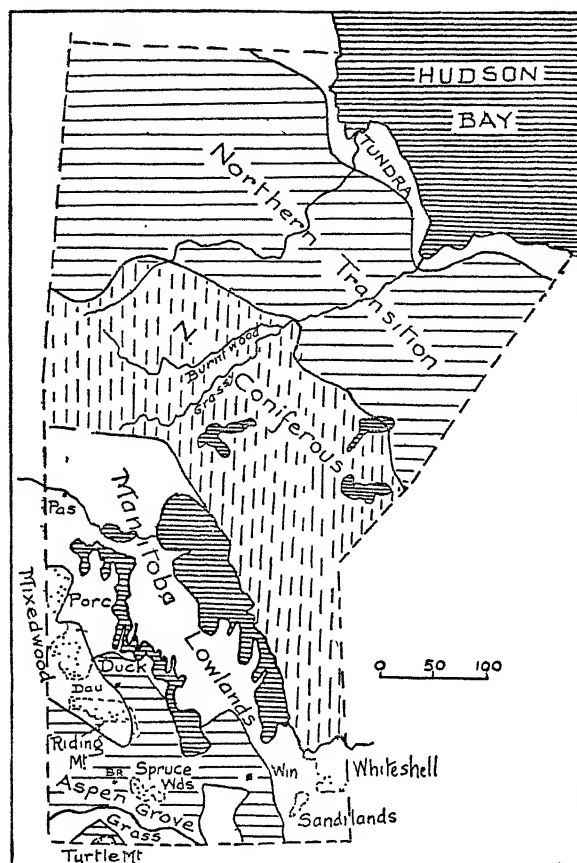 HUDSON
BAY
TUNDRA
Northern
Transition
N.
Burntwood
Grassy
Coniferous
Manitoba
Lowlands
Pas
Mixedwood
Porc
Duck
Dau
Riding
Mt
BR
Spruce
Wds
Aspen Grove
Grass
Turtle Mt
Win
Whiteshell
Sandilands
0 50 100